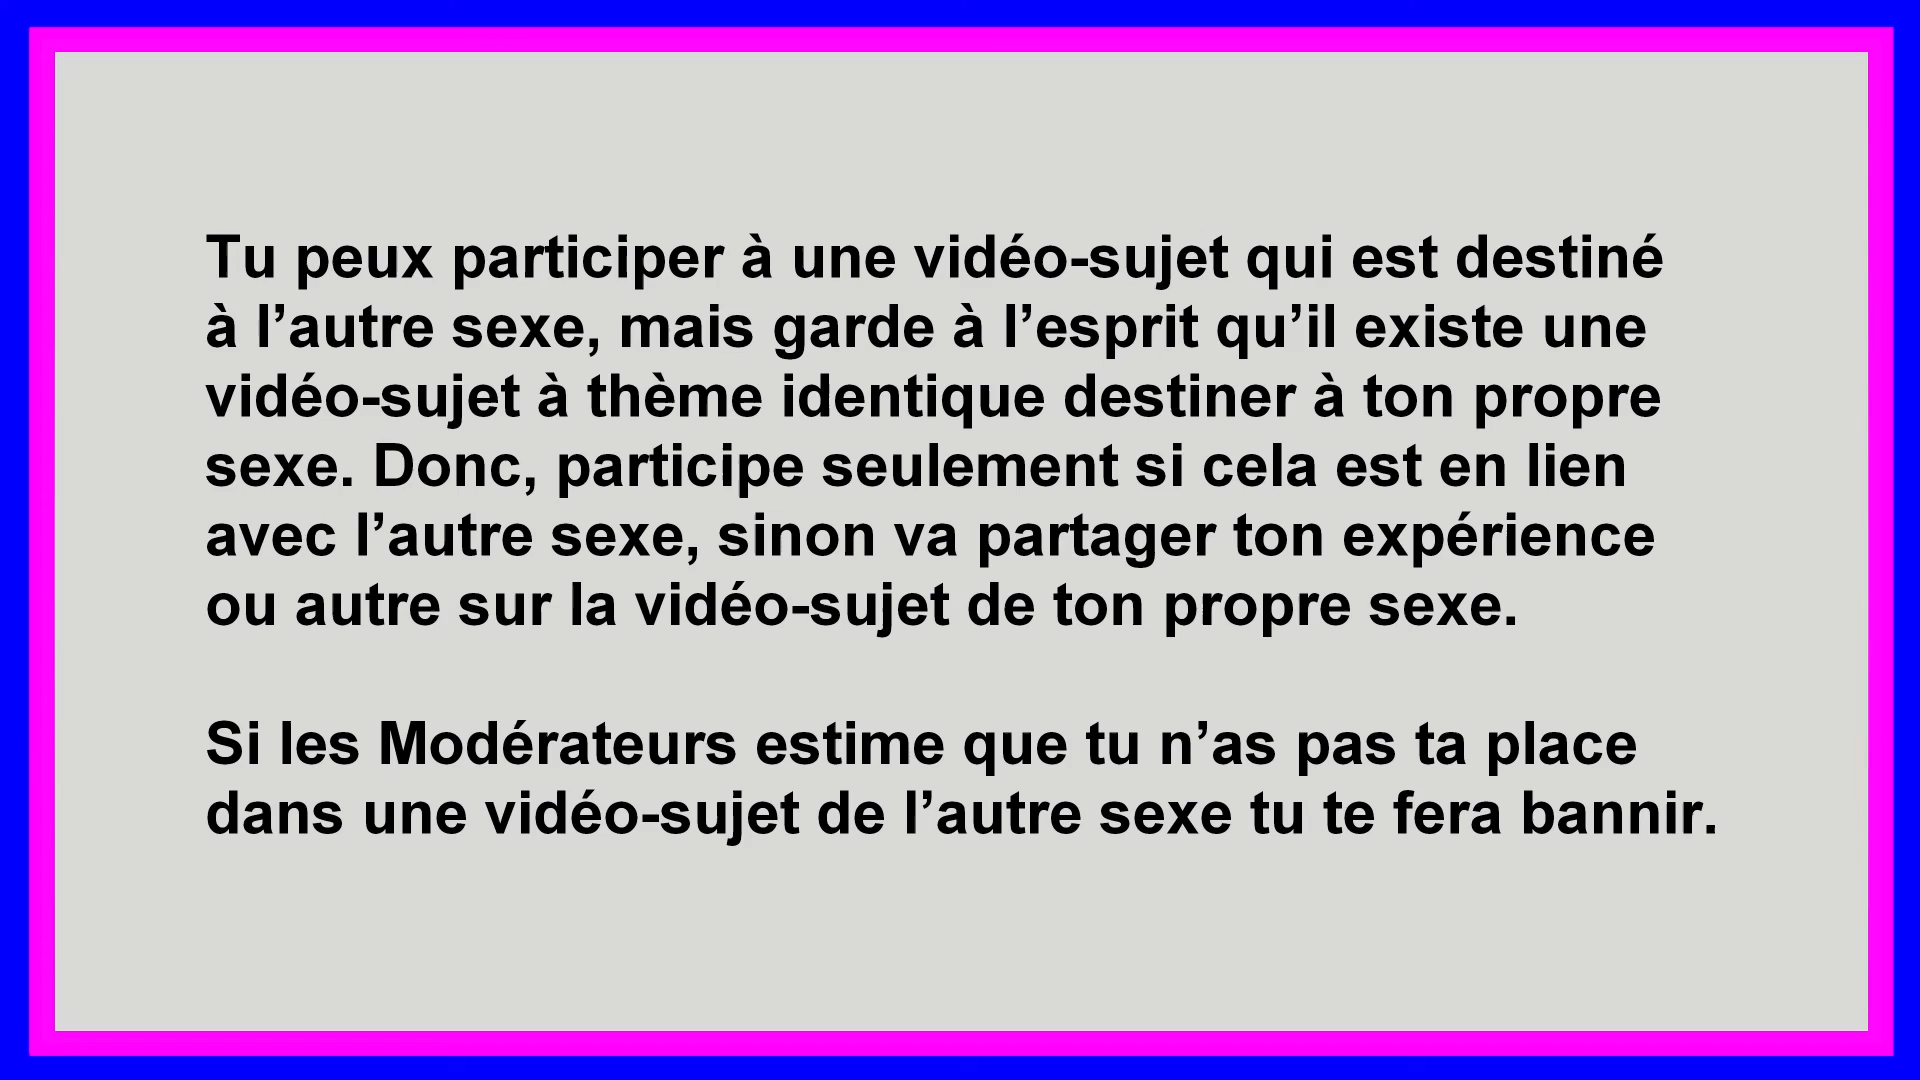 Tu peux participer à une vidéo-sujet qui est destiné
à l’autre sexe, mais garde à l’esprit qu’il existe une
vidéo-sujet à thème identique destiner à ton propre
sexe. Donc, participe seulement si cela est en lien
avec l’autre sexe, sinon va partager ton expérience
ou autre sur la vidéo-sujet de ton propre sexe.
Si les Modérateurs estime que tu n’as pas ta place
dans une vidéo-sujet de l’autre sexe tu te fera bannir.